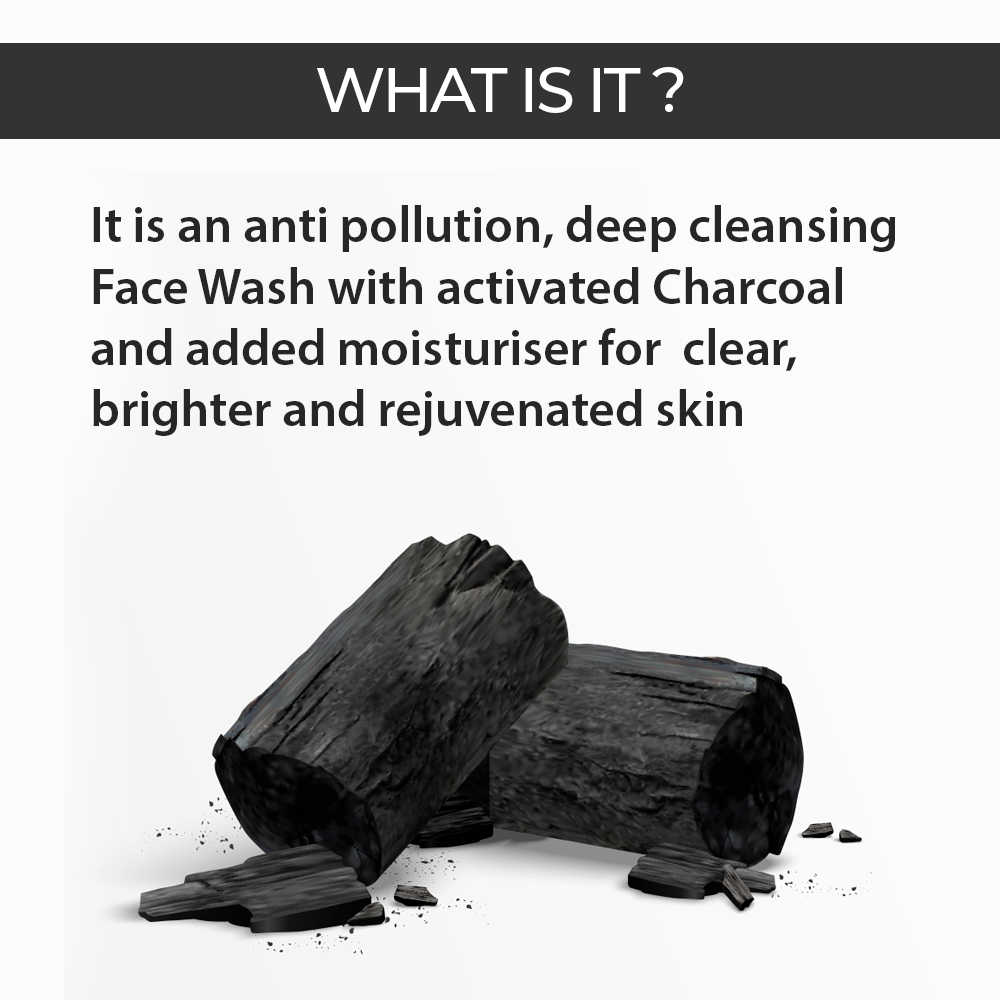 WHAT IS IT ?
It is an anti pollution, deep cleansing
Face Wash with activated Charcoal
and added moisturiser for  clear,
brighter and rejuvenated skin